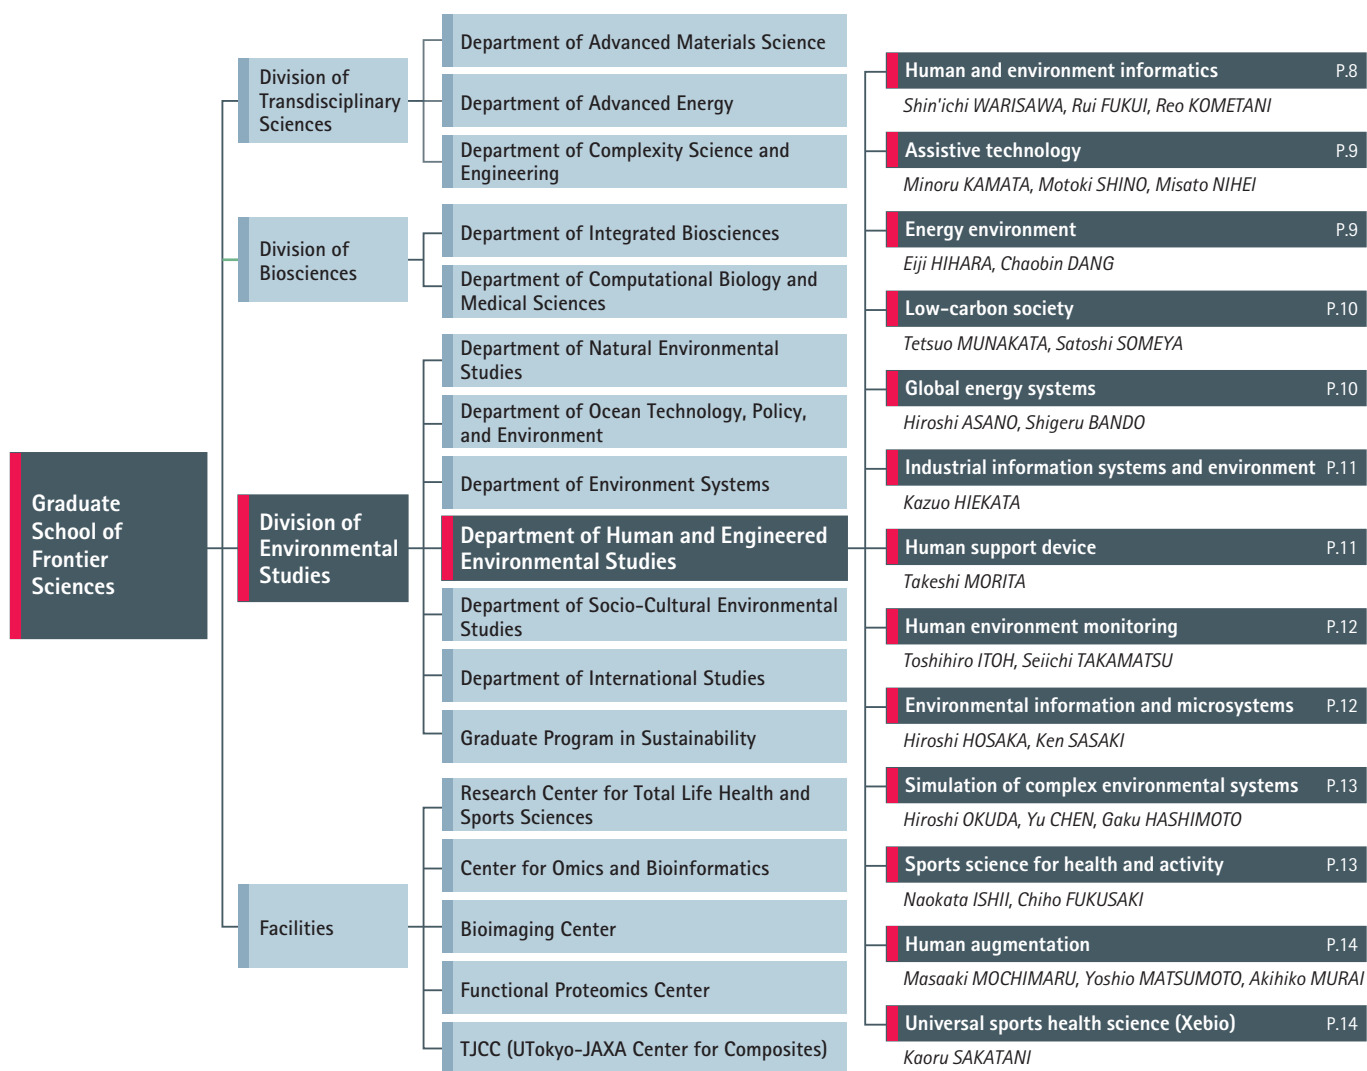 Graduate
School of
Frontier
Sciences
Division of
Transdisciplinary
Sciences
Department of Advanced Materials Science
Department of Advanced Energy
Department of Complexity Science and
Engineering
Division of
Biosciences
Department of Integrated Biosciences
Department of Computational Biology and
Medical Sciences
Division of
Environmental
Studies
Department of Natural Environmental
Studies
Department of Ocean Technology, Policy,
and Environment
Department of Environment Systems
Department of Human and Engineered
Environmental Studies
Department of Socio-Cultural Environmental
Studies
Department of International Studies
Graduate Program in Sustainability
Facilities
Research Center for Total Life Health and
Sports Sciences
Center for Omics and Bioinformatics
Bioimaging Center
Functional Proteomics Center
TJCC (UTokyo-JAXA Center for Composites)
Human and environment informatics P.8
Shin'ichi WARISAWA, Rui FUKUI, Reo KOMETANI
Assistive technology P.9
Minoru KAMATA, Motoki SHINO, Misato NIHEI
Energy environment P.9
Eiji HIHARA, Chaobin DANG
Low-carbon society P.10
Tetsuo MUNAKATA, Satoshi SOMEYA
Global energy systems P.10
Hiroshi ASANO, Shigeru BANDO
Industrial information systems and environment P.11
Kazuo HIEKATA
Human support device P.11
Takeshi MORITA
Human environment monitoring P.12
Toshihiro ITOH, Seiichi TAKAMATSU
Environmental information and microsystems P.12
Hiroshi HOSAKA, Ken SASAKI
Simulation of complex environmental systems P.13
Hiroshi OKUDA, Yu CHEN, Gaku HASHIMOTO
Sports science for health and activity P.13
Naokata ISHII, Chiho FUKUSAKI
Human augmentation P.14
Masaaki MOCHIMARU, Yoshio MATSUMOTO, Akihiko MURAI
Universal sports health science (Xebio) P.14
Kaoru SAKATANI